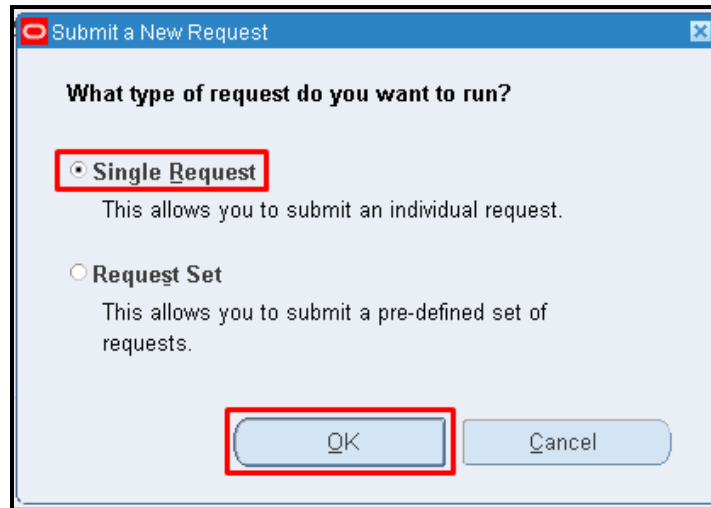 Submit a New Request
What type of request do you want to run?
Single Request
This allows you to submit an individual request.
Request Set
This allows you to submit a pre-defined set of
requests.
OK
Cancel